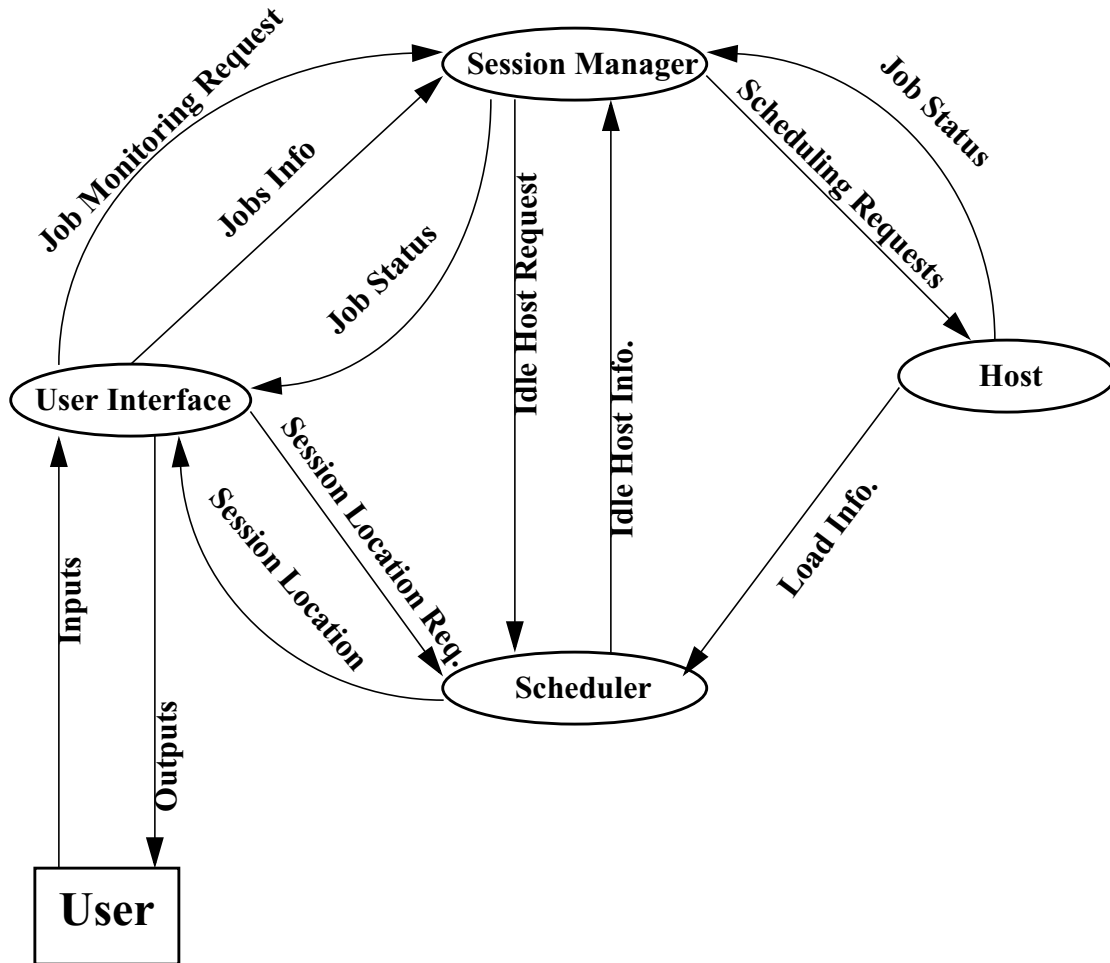 Session Manager
Job Monitoring Request
Jobs Info
Job Status
Idle Host Request
Idle Host Info.
Scheduling Requests
Job Status
User Interface
Host
Session Location Req.
Session Location
Load Info.
Inputs
Outputs
Scheduler
User